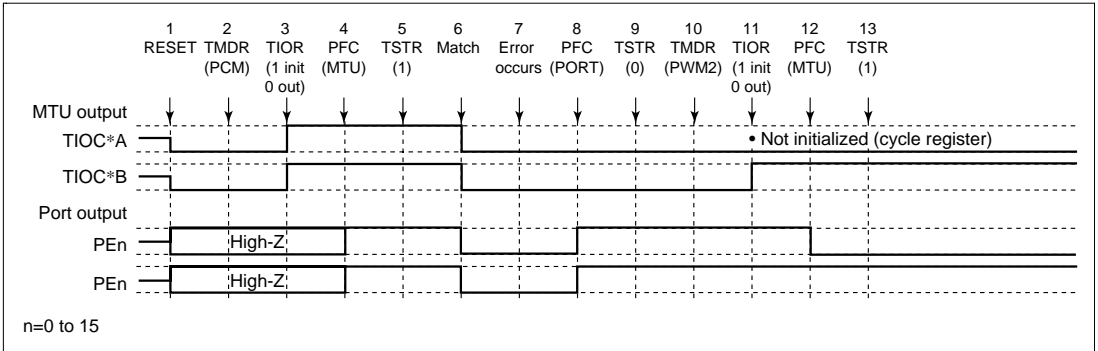 1 2 3 4 5 6 7 8 9 10 11 12 13
RESET TMDR TIOR PFC TSTR Match Error PFC TSTR TMDR TIOR PFC TSTR
(PCM) (1 init (MTU) (1) occurs (PORT) (0) (PWM2) (1 init (MTU) (1)
0 out) 0 out)
MTU output
TIOC*A • Not initialized (cycle register)
TIOC*B
Port output
PEn High-Z
PEn High-Z
n=0 to 15